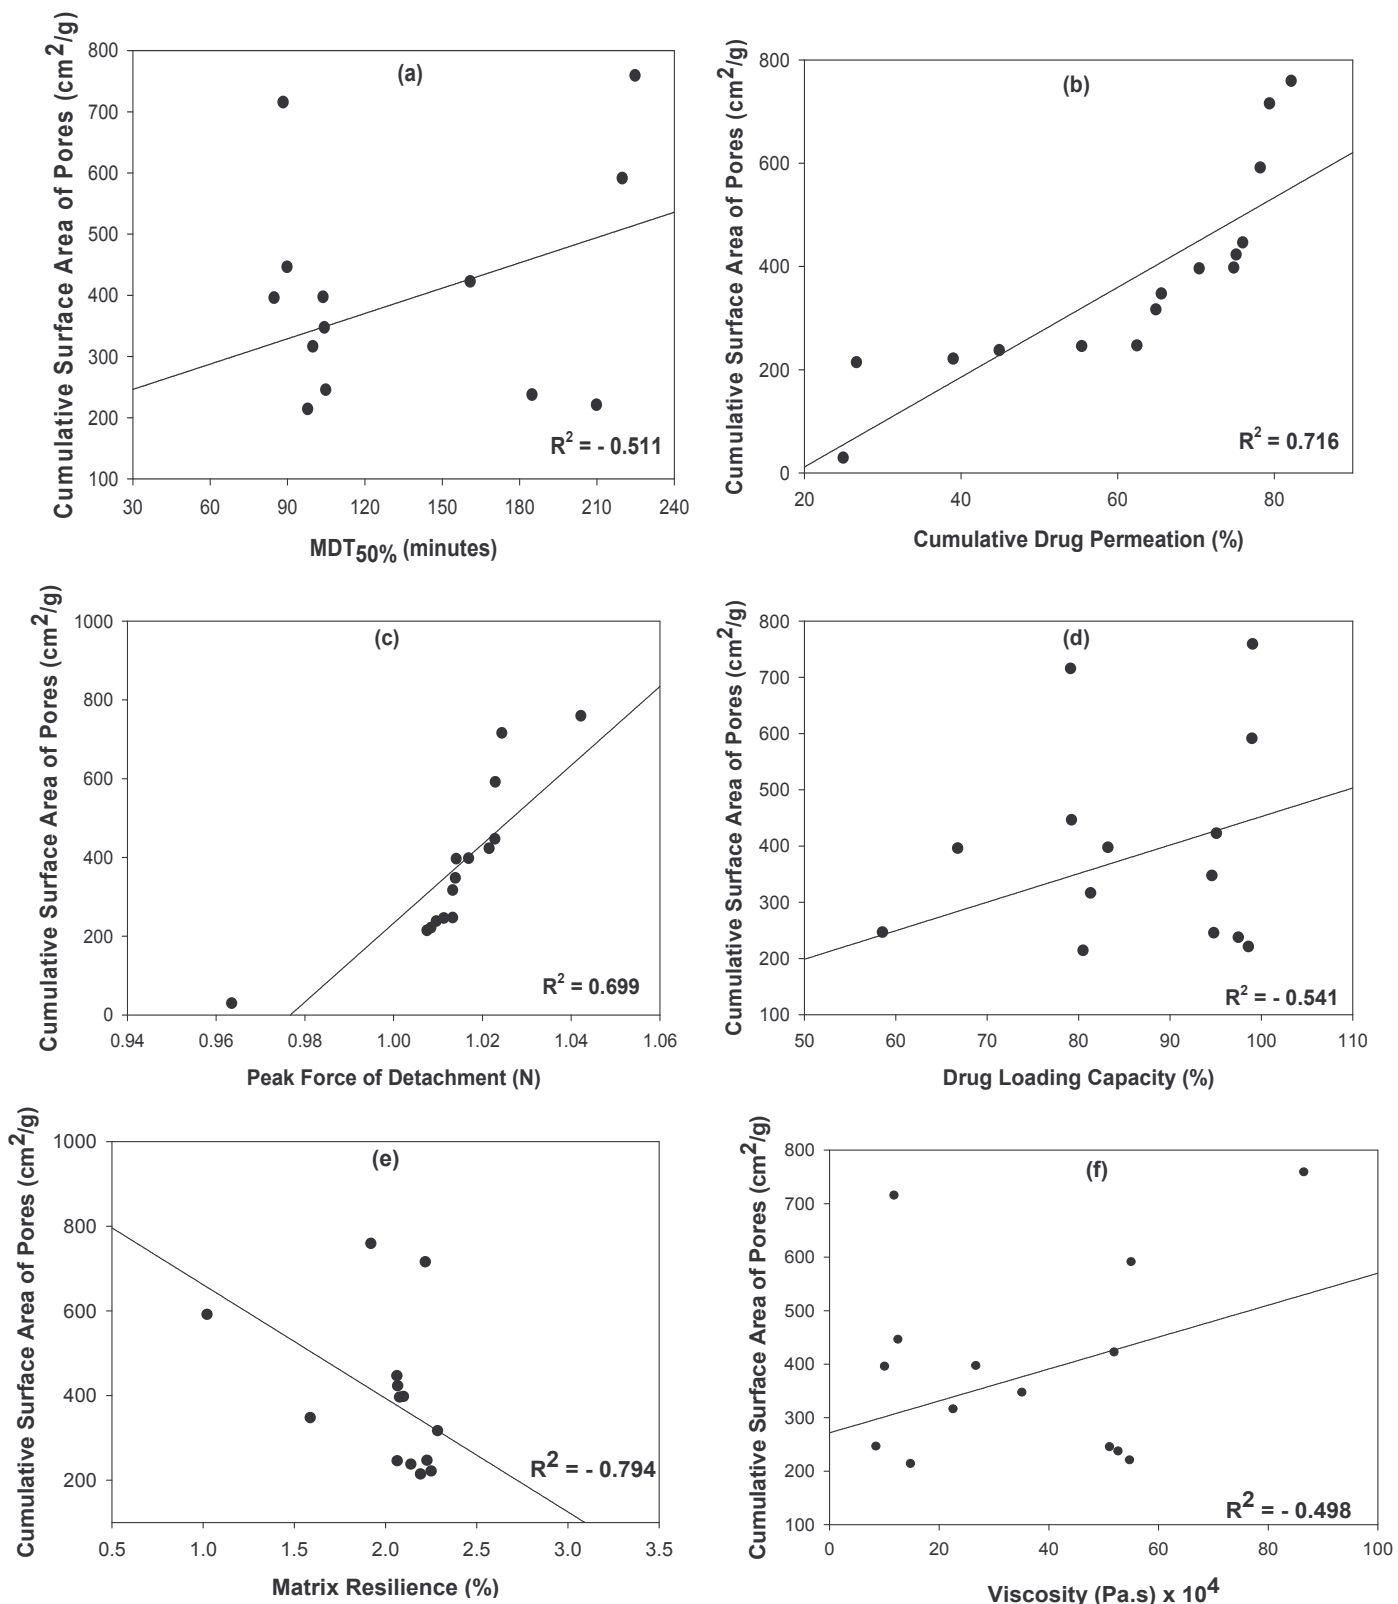 Cumulative Surface Area of Pores (cm²/g)
(a)
800
700
600
500
400
300
200
100
R² = - 0.511
30 60 90 120 150 180 210 240
MDT50% (minutes)
Cumulative Surface Area of Pores (cm²/g)
(b)
800
600
400
200
0
R² = 0.716
20 40 60 80
Cumulative Drug Permeation (%)
Cumulative Surface Area of Pores (cm²/g)
(c)
1000
800
600
400
200
0
R² = 0.699
0.94 0.96 0.98 1.00 1.02 1.04 1.06
Peak Force of Detachment (N)
Cumulative Surface Area of Pores (cm²/g)
(d)
800
700
600
500
400
300
200
100
R² = - 0.541
50 60 70 80 90 100 110
Drug Loading Capacity (%)
Cumulative Surface Area of Pores (cm²/g)
(e)
1000
800
600
400
200
R² = - 0.794
0.5 1.0 1.5 2.0 2.5 3.0 3.5
Matrix Resilience (%)
Cumulative Surface Area of Pores (cm²/g)
(f)
800
700
600
500
400
300
200
100
R² = - 0.498
0 20 40 60 80 100
Viscosity (Pa.s) x 10⁴